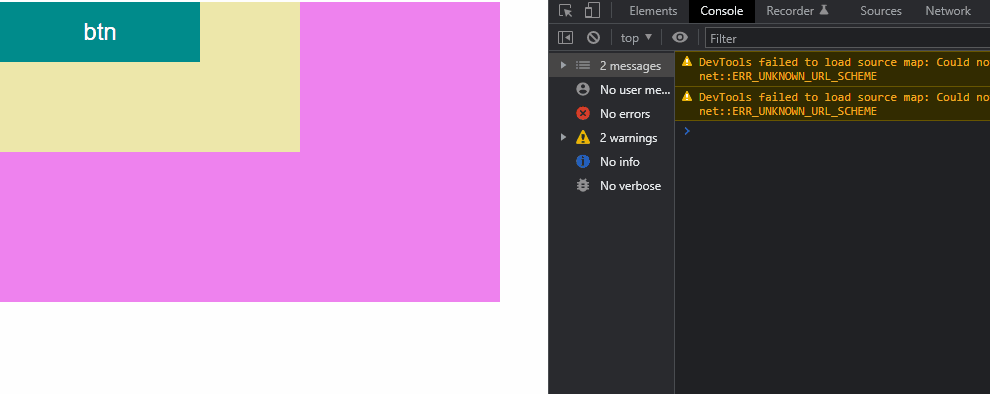 btn
Elements Console Recorder Sources Network
top Filter
2 messages
No user me...
No errors
2 warnings
No info
No verbose
DevTools failed to load source map: Could no
net::ERR_UNKNOWN_URL_SCHEME
DevTools failed to load source map: Could no
net::ERR_UNKNOWN_URL_SCHEME